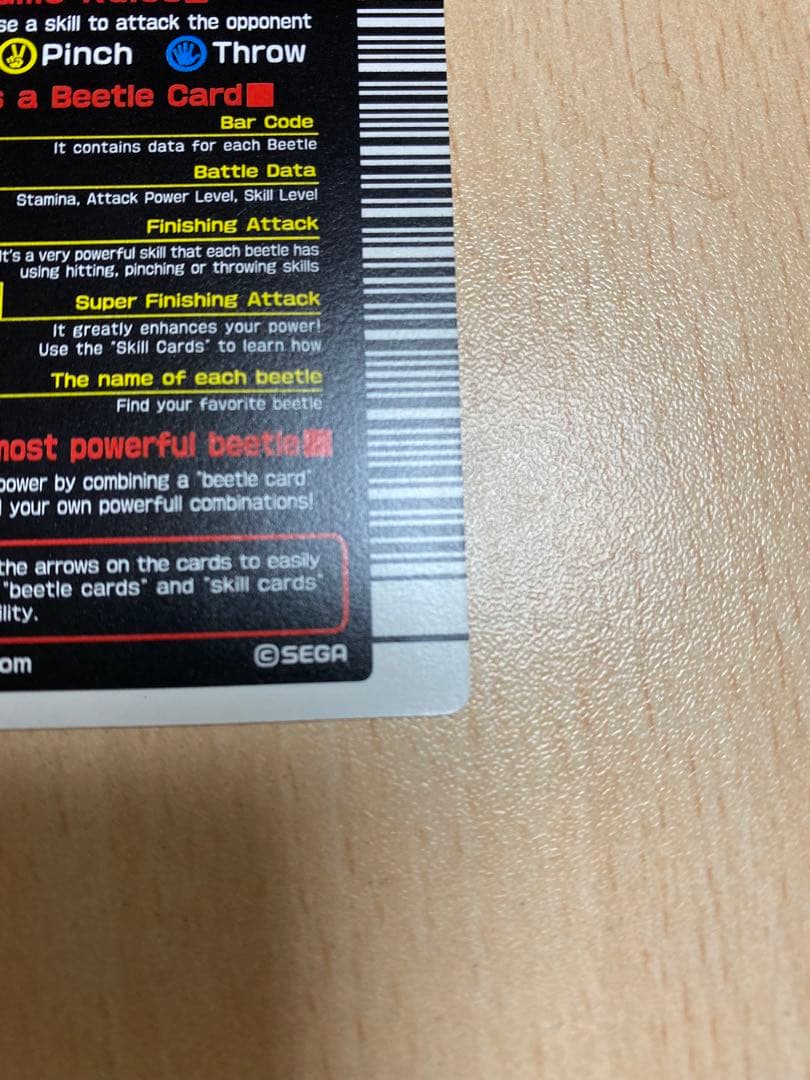 se a skill to attack the opponent
Pinch Throw
s a Beetle Card
Bar Code
It contains data for each Beetle
Battle Data
Stamina, Attack Power Level, Skill Level
Finishing Attack
It's a very powerful skill that each beetle has
using hitting, pinching or throwing skills
Super Finishing Attack
It greatly enhances your power!
Use the "Skill Cards" to learn how
The name of each beetle
Find your favorite beetle
most powerful beetle
power by combining a "beetle card"
your own powerfull combinations!
the arrows on the cards to easily
"beetle cards" and "skill cards"
ility.
om
©SEGA